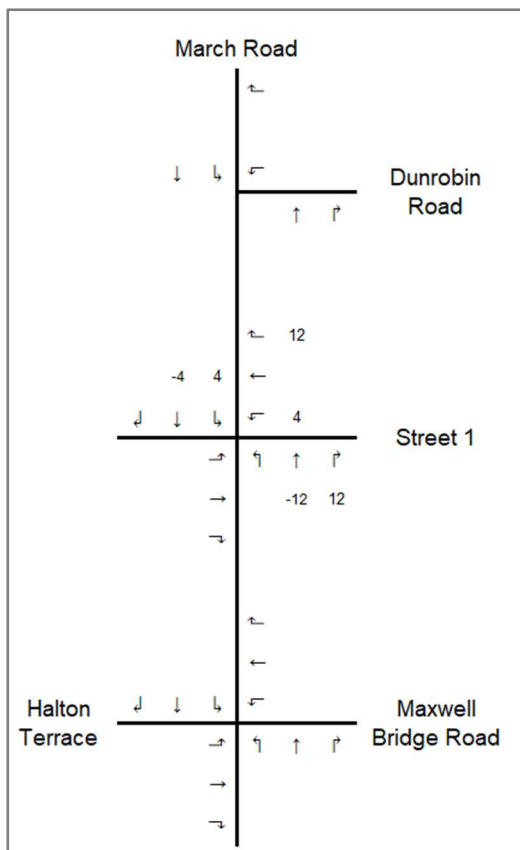 March Road
Dunrobin
Road
12
-4 4
4
Street 1
-12 12
Halton
Terrace
Maxwell
Bridge Road